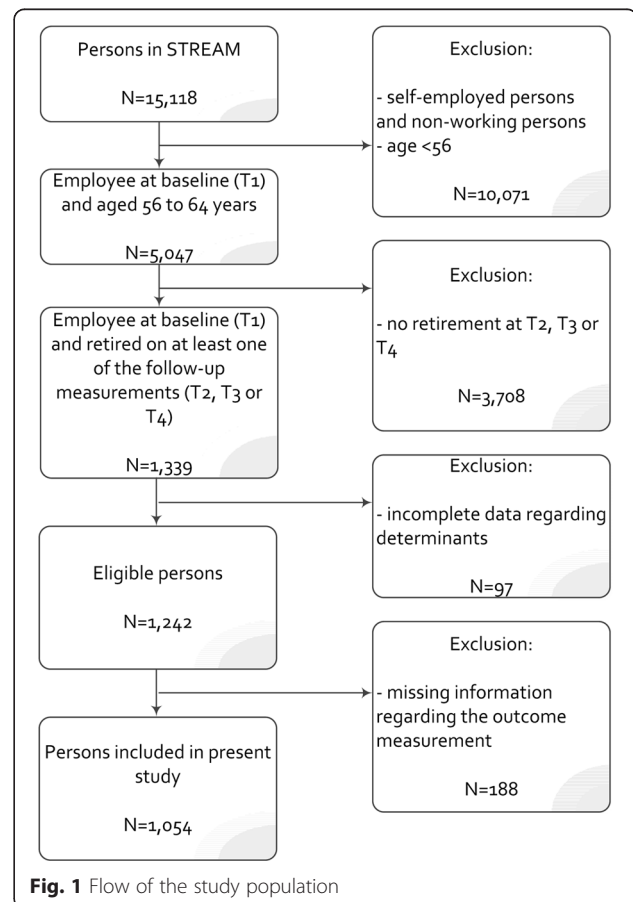 Persons in STREAM
N=15,118
Exclusion:
- self-employed persons
and non-working persons
- age <56
N=10,071
Employee at baseline (T1)
and aged 56 to 64 years
N=5,047
Exclusion:
- no retirement at T2, T3 or
T4
N=3,708
Employee at baseline (T1)
and retired on at least one
of the follow-up
measurements (T2, T3 or
T4)
N=1,339
Exclusion:
- incomplete data regarding
determinants
N=97
Eligible persons
N=1,242
Exclusion:
- missing information
regarding the outcome
measurement
N=188
Persons included in present
study
N=1,054
Fig. 1 Flow of the study population